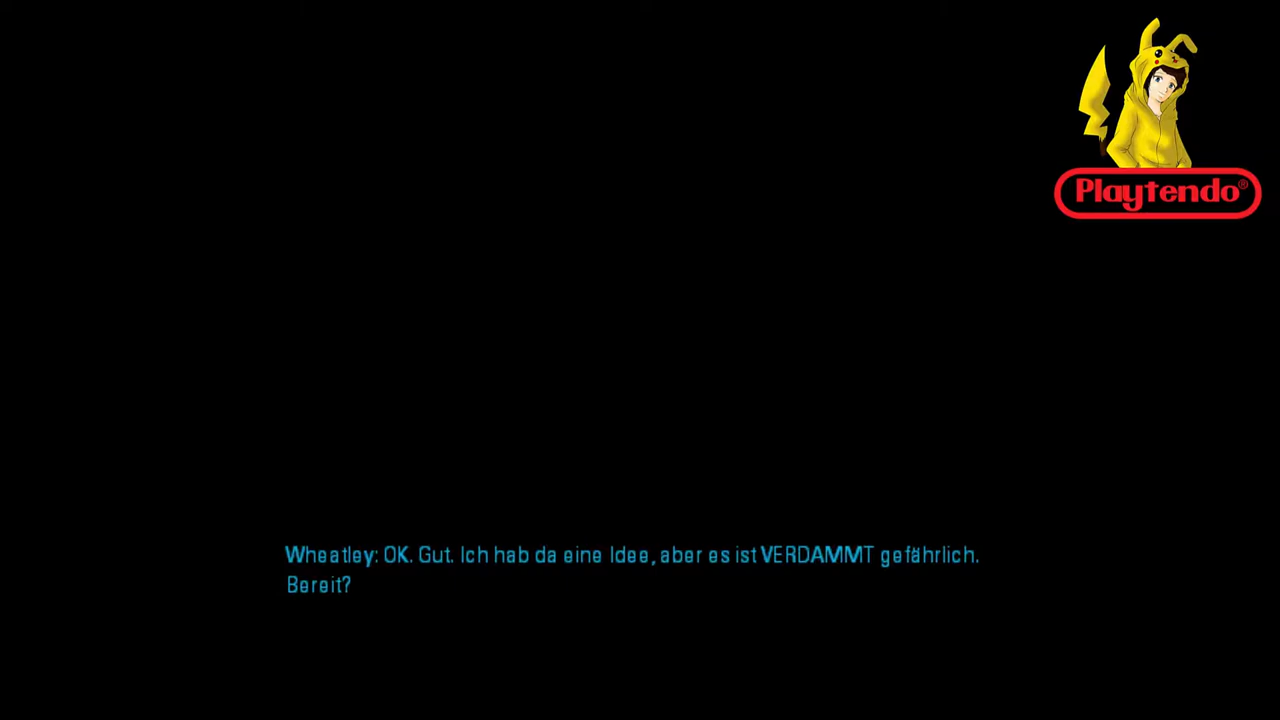 Playtendo®
Wheatley: OK. Gut. Ich hab da eine Idee, aber es ist VERDAMMT gefährlich.
Bereit?